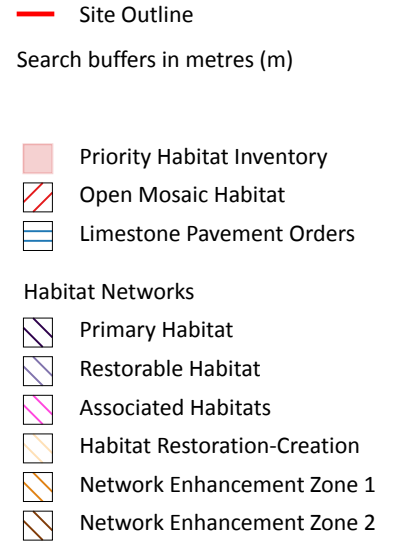 Site Outline
Search buffers in metres (m)
Priority Habitat Inventory
Open Mosaic Habitat
Limestone Pavement Orders
Habitat Networks
Primary Habitat
Restorable Habitat
Associated Habitats
Habitat Restoration-Creation
Network Enhancement Zone 1
Network Enhancement Zone 2